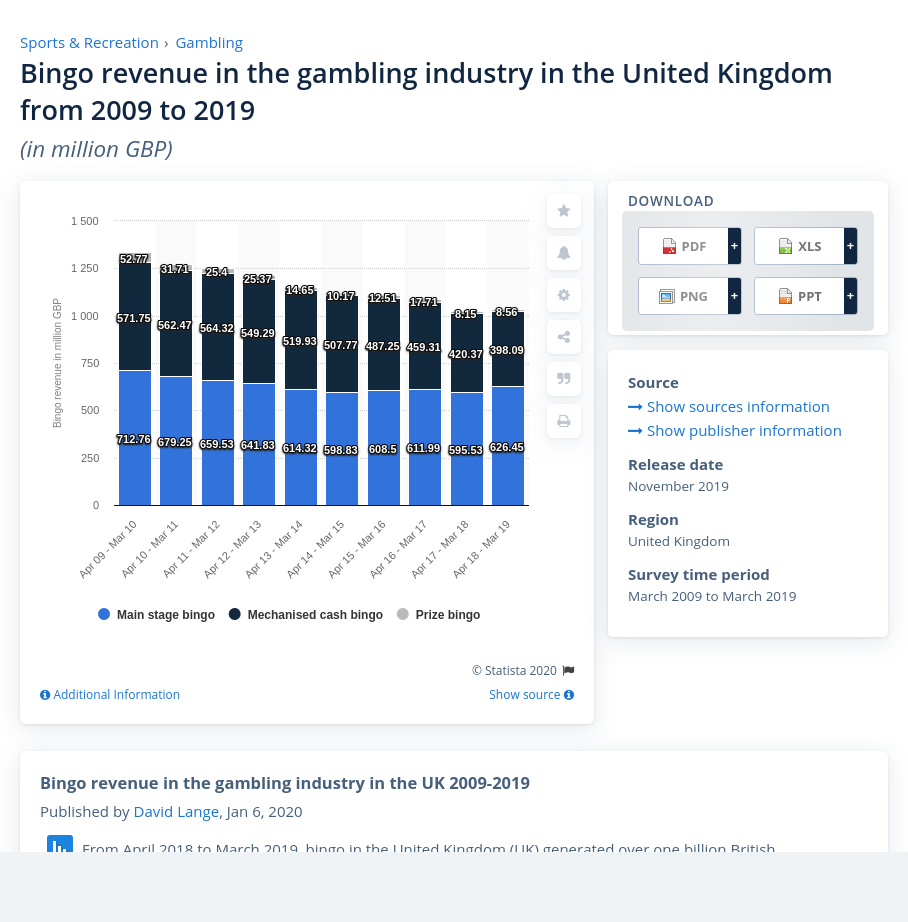 Sports & Recreation › Gambling
Bingo revenue in the gambling industry in the United Kingdom
from 2009 to 2019
(in million GBP)
Bingo revenue in million GBP
1 500
1 250
1 000
750
500
250
0
52.77 31.71 25.4 25.37 14.65 10.17 12.51 17.71 8.15 8.56
571.75 562.47 564.32 549.29 519.93 507.77 487.25 459.31 420.37 398.09
712.76 679.25 659.53 641.83 614.32 598.83 608.5 611.99 595.53 626.45
Apr 09 - Mar 10
Apr 10 - Mar 11
Apr 11 - Mar 12
Apr 12 - Mar 13
Apr 13 - Mar 14
Apr 14 - Mar 15
Apr 15 - Mar 16
Apr 16 - Mar 17
Apr 17 - Mar 18
Apr 18 - Mar 19
Main stage bingo Mechanised cash bingo Prize bingo
© Statista 2020
Additional Information Show source
DOWNLOAD
PDF + XLS +
PNG + PPT +
Source
Show sources information
Show publisher information
Release date
November 2019
Region
United Kingdom
Survey time period
March 2009 to March 2019
Bingo revenue in the gambling industry in the UK 2009-2019
Published by David Lange, Jan 6, 2020
From April 2018 to March 2019, bingo in the United Kingdom (UK) generated over one billion British